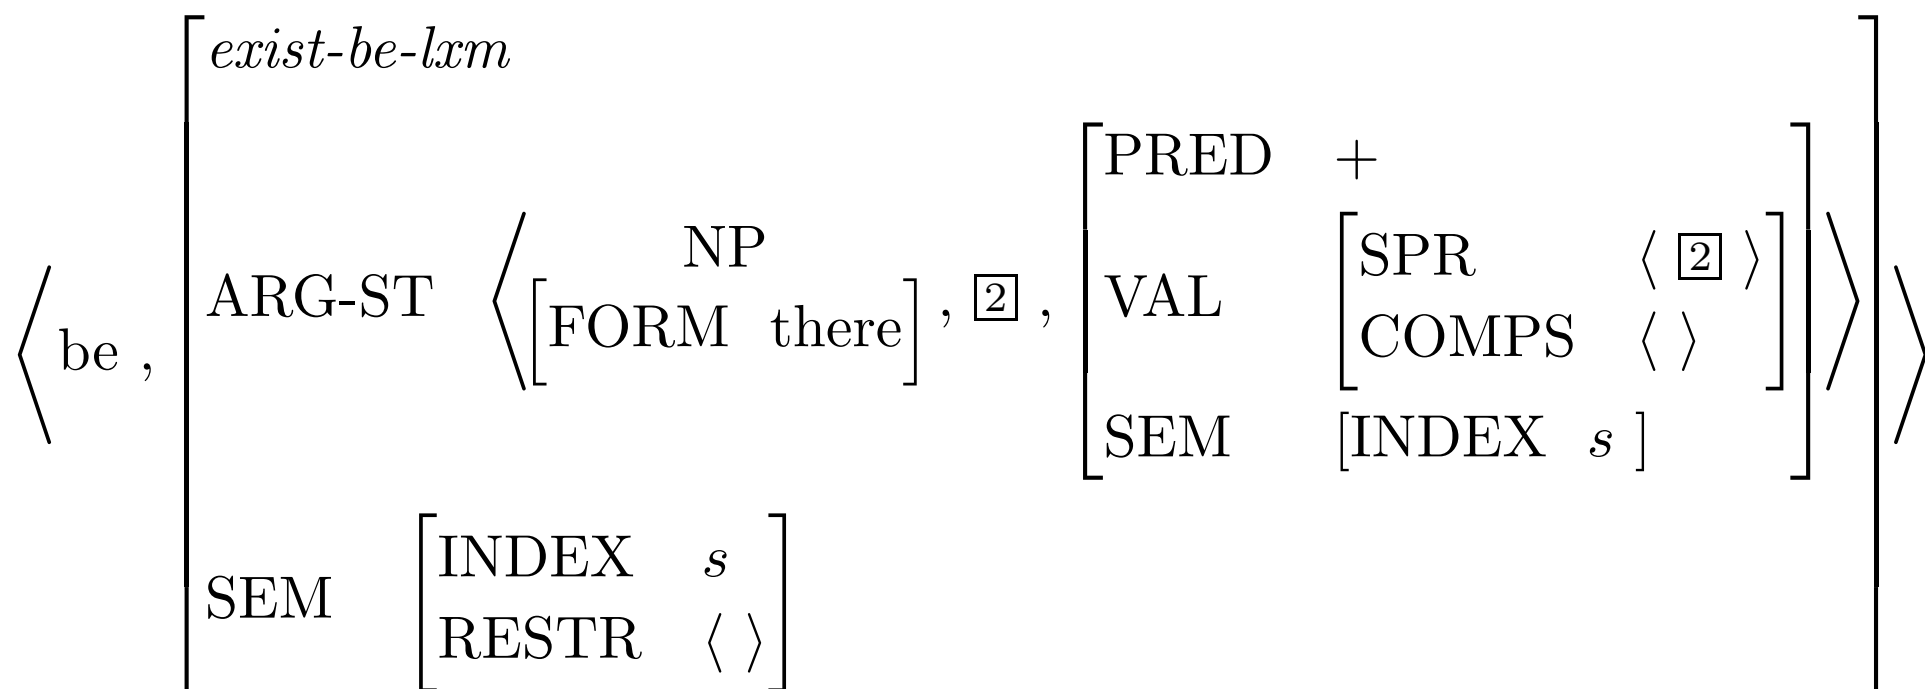 exist-be-lxm
PRED +
NP
SPR ⟨ 2 ⟩
ARG-ST ⟨ [FORM there] , 2 , VAL
COMPS ⟨ ⟩
⟨ be ,
SEM [INDEX s ]
INDEX s
SEM
RESTR ⟨ ⟩